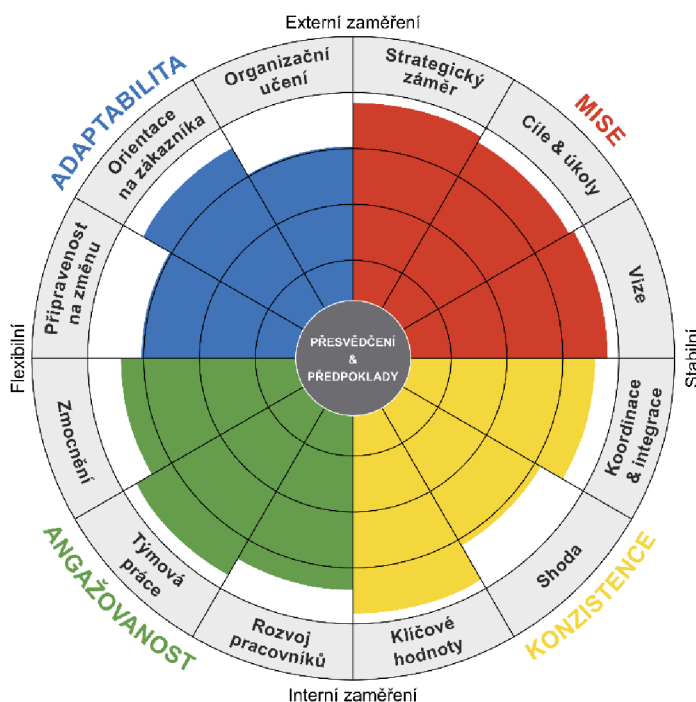 Externí zaměření
Strategický
záměr
MISE
Cíle & úkoly
Vize
Stabilní
Koordinace
& integrace
Shoda
KONZISTENCE
Klíčové
hodnoty
Interní zaměření
Rozvoj
pracovníků
Týmová
práce
ANGAŽOVANOST
Zmocnění
Flexibilní
Připravenost
na změnu
Orientace
na zákazníka
ADAPTABILITA
Organizační
učení
PŘESVĚDČENÍ
&
PŘEDPOKLADY